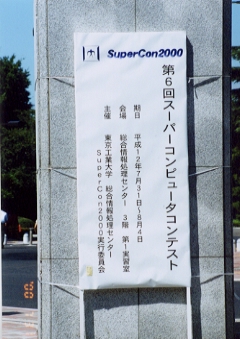 SuperCon2000
第6回スーパーコンピュータコンテスト
期日 平成12年7月31日~8月4日
会場 総合情報処理センター 3階 第1実習室
主催 東京工業大学 総合情報処理センター
SuperCon2000実行委員会